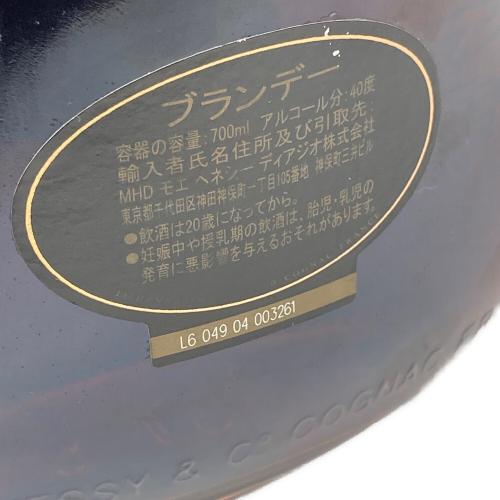 ブランデー
容器の容量:700ml アルコール分:40度
輸入者氏名住所及び引取先:
MHD モエ ヘネシー ディアジオ株式会社
東京都千代田区神田神保町一丁目105番地 神保町三井ビル
●飲酒は20歳になってから。
●妊娠中や授乳期の飲酒は、胎児・乳児の
発育に悪影響を与えるおそれがあります。
COGNAC FRANCE
L6 049 04 003261
SSY & Cº COGNAC